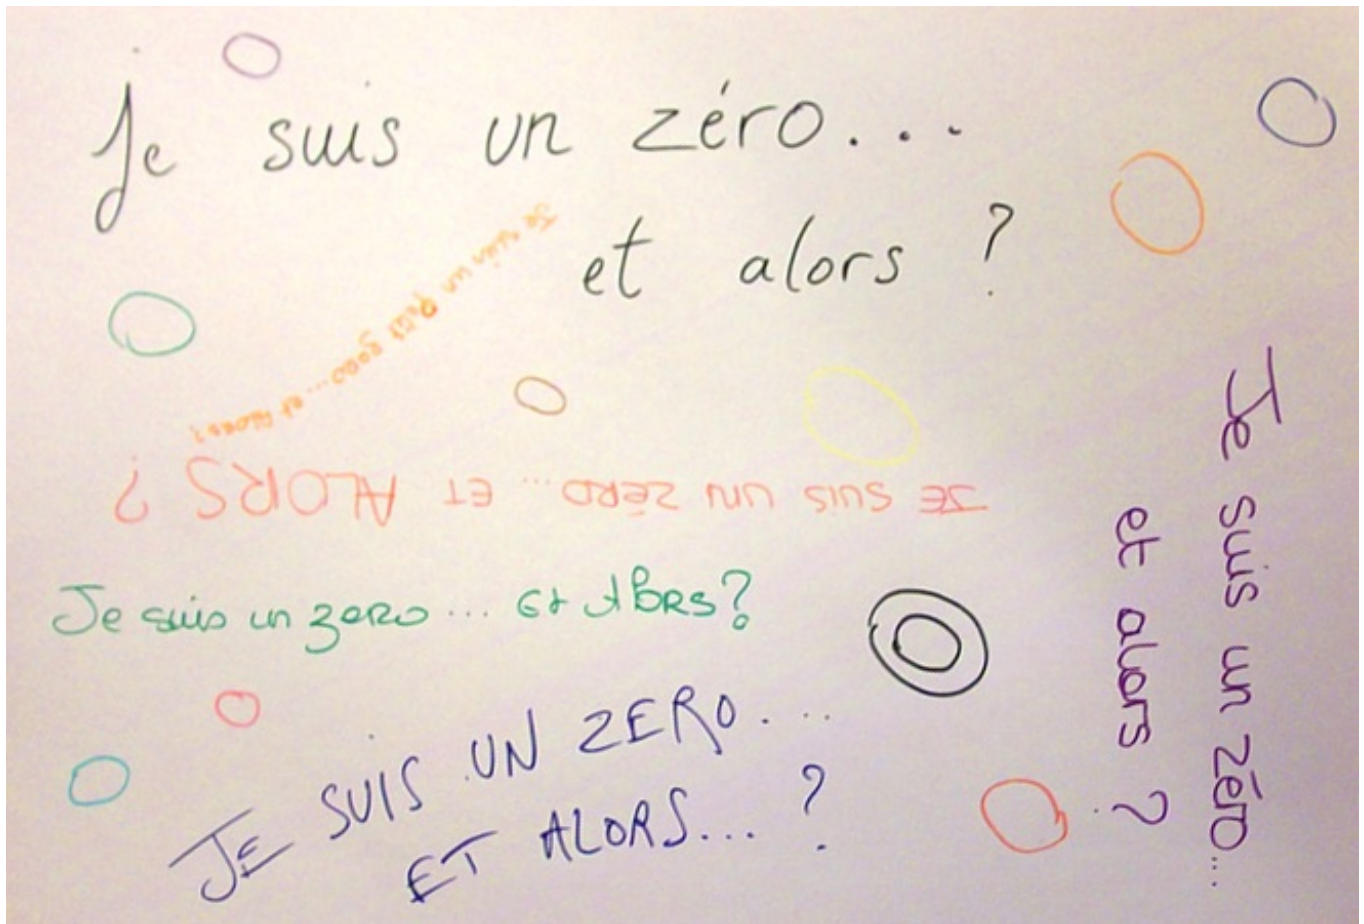 Je suis un zéro...
et alors ?
Je suis un Petit zéro... et ALORS ?
JE SUIS UN ZÉRO... ET ALORS ?
Je suis un zero... Et AloRs ?
JE SUIS UN ZERO....
ET ALORS... ?
Je suis un zéro...
et alors ?